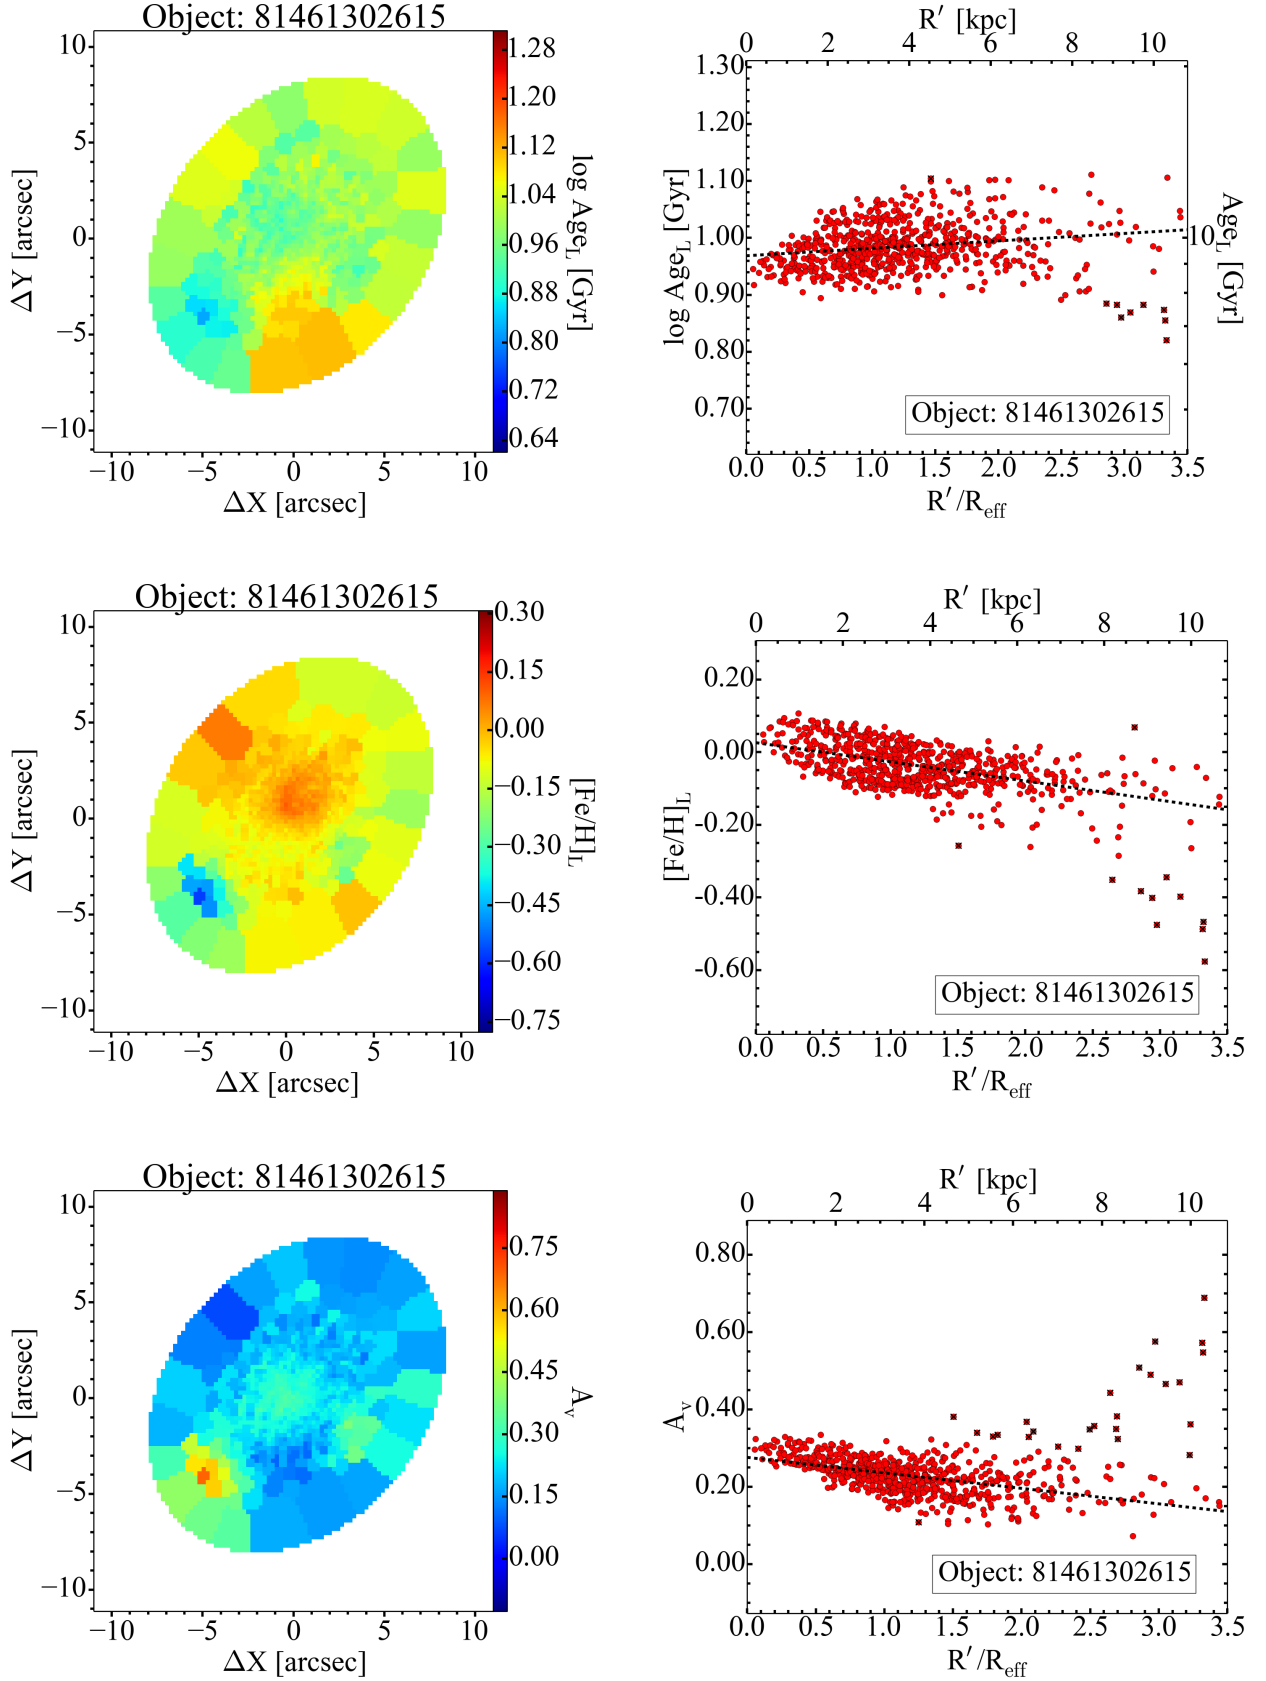 Object: 81461302615
10
5
0
−5
−10
ΔY [arcsec]
−10 −5 0 5 10
ΔX [arcsec]
1.28
1.20
1.12
1.04
0.96
0.88
0.80
0.72
0.64
log Age_L [Gyr]
R′ [kpc]
0 2 4 6 8 10
1.30
1.20
1.10
1.00
0.90
0.80
0.70
log Age_L [Gyr]
10
Age_L [Gyr]
Object: 81461302615
0.0 0.5 1.0 1.5 2.0 2.5 3.0 3.5
R′/R_eff
Object: 81461302615
10
5
0
−5
−10
ΔY [arcsec]
−10 −5 0 5 10
ΔX [arcsec]
0.30
0.15
0.00
−0.15
−0.30
−0.45
−0.60
−0.75
[Fe/H]_L
R′ [kpc]
0 2 4 6 8 10
0.20
0.00
-0.20
-0.40
-0.60
[Fe/H]_L
Object: 81461302615
0.0 0.5 1.0 1.5 2.0 2.5 3.0 3.5
R′/R_eff
Object: 81461302615
10
5
0
−5
−10
ΔY [arcsec]
−10 −5 0 5 10
ΔX [arcsec]
0.75
0.60
0.45
0.30
0.15
0.00
A_v
R′ [kpc]
0 2 4 6 8 10
0.80
0.60
0.40
0.20
0.00
A_v
Object: 81461302615
0.0 0.5 1.0 1.5 2.0 2.5 3.0 3.5
R′/R_eff